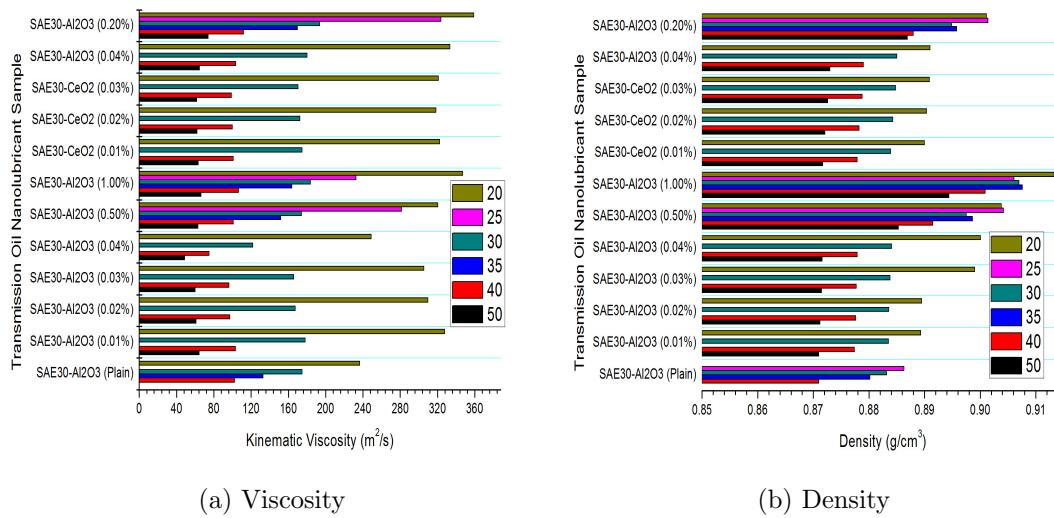 Transmission Oil Nanolubricant Sample
SAE30-Al2O3 (0.20%)
SAE30-Al2O3 (0.04%)
SAE30-CeO2 (0.03%)
SAE30-CeO2 (0.02%)
SAE30-CeO2 (0.01%)
SAE30-Al2O3 (1.00%)
SAE30-Al2O3 (0.50%)
SAE30-Al2O3 (0.04%)
SAE30-Al2O3 (0.03%)
SAE30-Al2O3 (0.02%)
SAE30-Al2O3 (0.01%)
SAE30-Al2O3 (Plain)
20
25
30
35
40
50
0 40 80 120 160 200 240 280 320 360
Kinematic Viscosity (m²/s)
(a) Viscosity
Transmission Oil Nanolubricant Sample
SAE30-Al2O3 (0.20%)
SAE30-Al2O3 (0.04%)
SAE30-CeO2 (0.03%)
SAE30-CeO2 (0.02%)
SAE30-CeO2 (0.01%)
SAE30-Al2O3 (1.00%)
SAE30-Al2O3 (0.50%)
SAE30-Al2O3 (0.04%)
SAE30-Al2O3 (0.03%)
SAE30-Al2O3 (0.02%)
SAE30-Al2O3 (0.01%)
SAE30-Al2O3 (Plain)
20
25
30
35
40
50
0.85 0.86 0.87 0.88 0.89 0.90 0.91
Density (g/cm³)
(b) Density